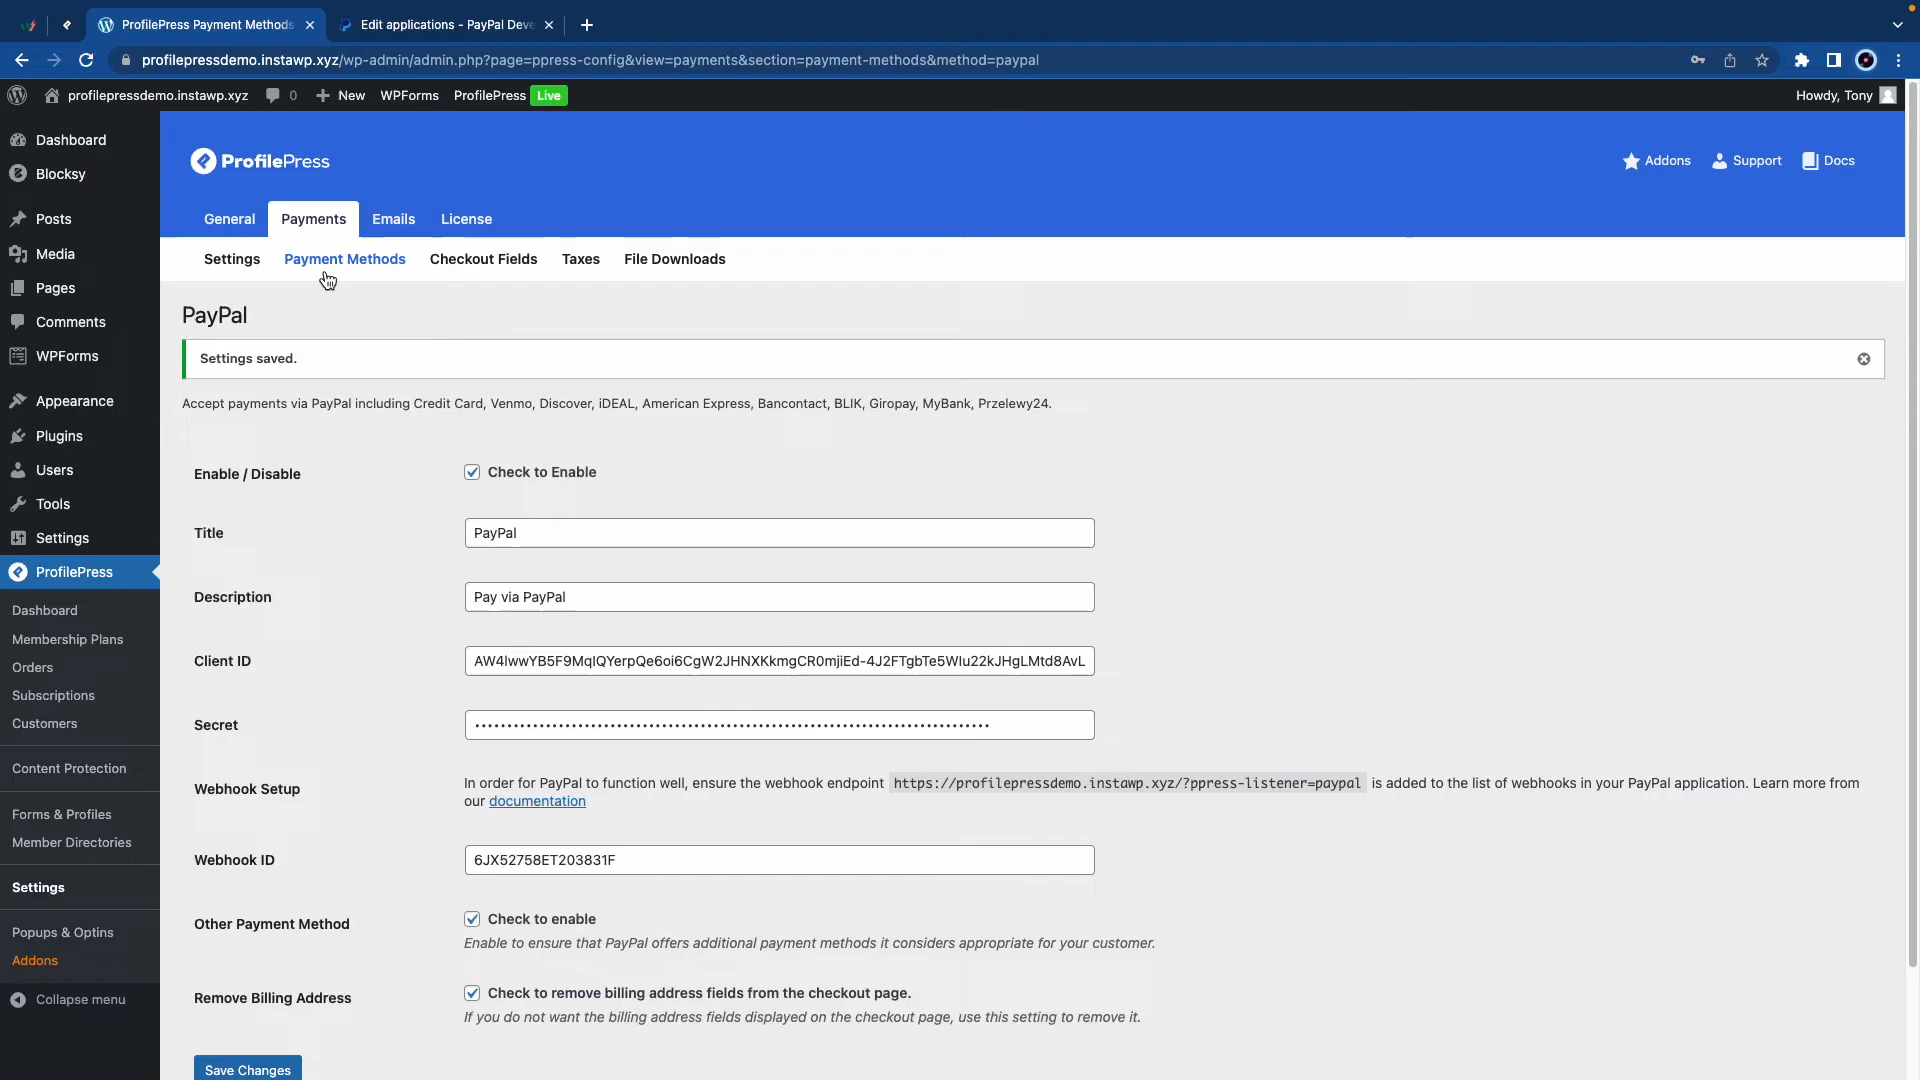 ProfilePress Payment Methods
Edit applications - PayPal Deve
profilepressdemo.instawp.xyz/wp-admin/admin.php?page=ppress-config&view=payments&section=payment-methods&method=paypal
profilepressdemo.instawp.xyz 0 New WPForms ProfilePress Live Howdy, Tony
Dashboard
Blocksy
Posts
Media
Pages
Comments
WPForms
Appearance
Plugins
Users
Tools
Settings
ProfilePress
Dashboard
Membership Plans
Orders
Subscriptions
Customers
Content Protection
Forms & Profiles
Member Directories
Settings
Popups & Optins
Addons
Collapse menu
ProfilePress
Addons Support Docs
General Payments Emails License
Settings Payment Methods Checkout Fields Taxes File Downloads
PayPal
Settings saved.
Accept payments via PayPal including Credit Card, Venmo, Discover, iDEAL, American Express, Bancontact, BLIK, Giropay, MyBank, Przelewy24.
Enable / Disable Check to Enable
Title PayPal
Description Pay via PayPal
Client ID AW4lwwYB5F9MqIQYerpQe6oi6CgW2JHNXKkmgCR0mjiEd-4J2FTgbTe5WIu22kJHgLMtd8AvL
Secret
Webhook Setup In order for PayPal to function well, ensure the webhook endpoint https://profilepressdemo.instawp.xyz/?ppress-listener=paypal is added to the list of webhooks in your PayPal application. Learn more from
our documentation
Webhook ID 6JX52758ET203831F
Other Payment Method Check to enable
Enable to ensure that PayPal offers additional payment methods it considers appropriate for your customer.
Remove Billing Address Check to remove billing address fields from the checkout page.
If you do not want the billing address fields displayed on the checkout page, use this setting to remove it.
Save Changes